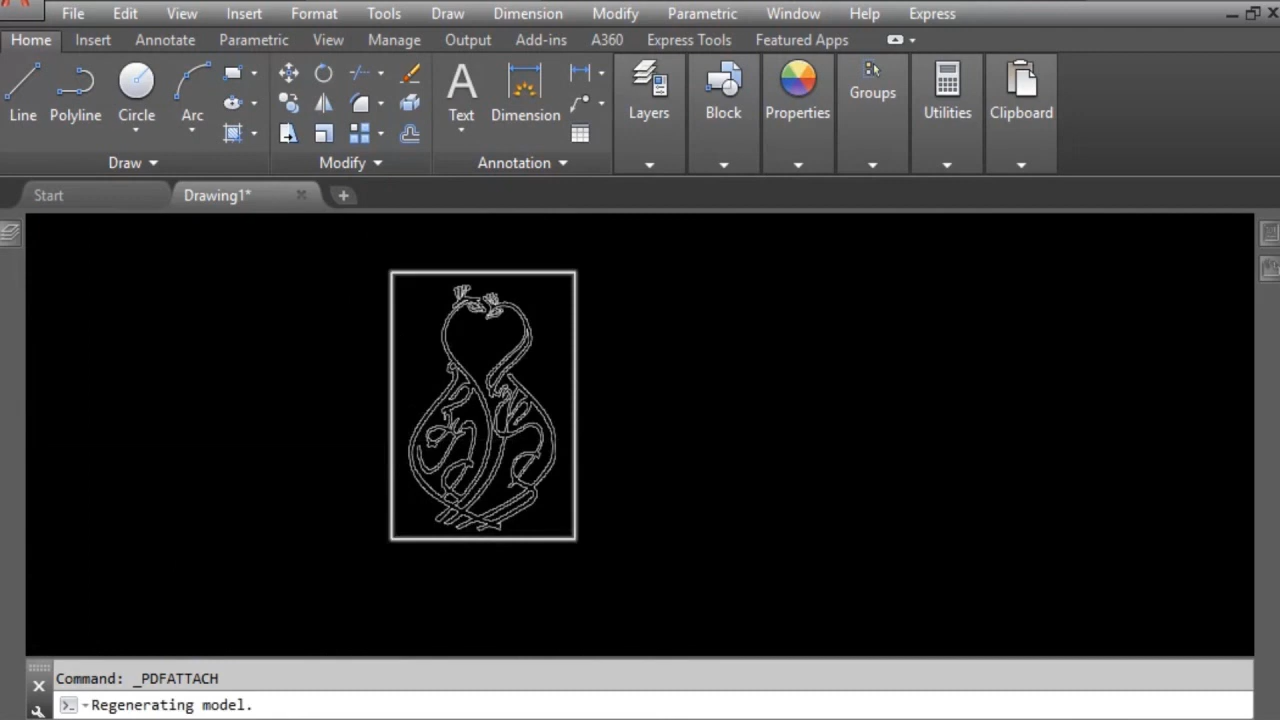 File Edit View Insert Format Tools Draw Dimension Modify Parametric Window Help Express
Home Insert Annotate Parametric View Manage Output Add-ins A360 Express Tools Featured Apps
Line Polyline Circle Arc Text Dimension Layers Block Properties Groups Utilities Clipboard
Draw Modify Annotation
Start Drawing1*
Command: _PDFATTACH
Regenerating model.